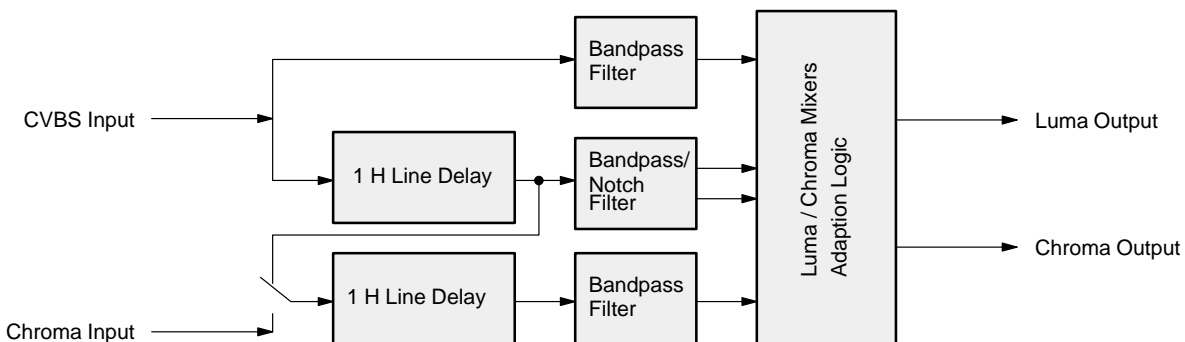 Bandpass
Filter
CVBS Input
1 H Line Delay
Bandpass/
Notch
Filter
Luma / Chroma Mixers
Adaption Logic
Luma Output
Chroma Output
1 H Line Delay
Bandpass
Filter
Chroma Input